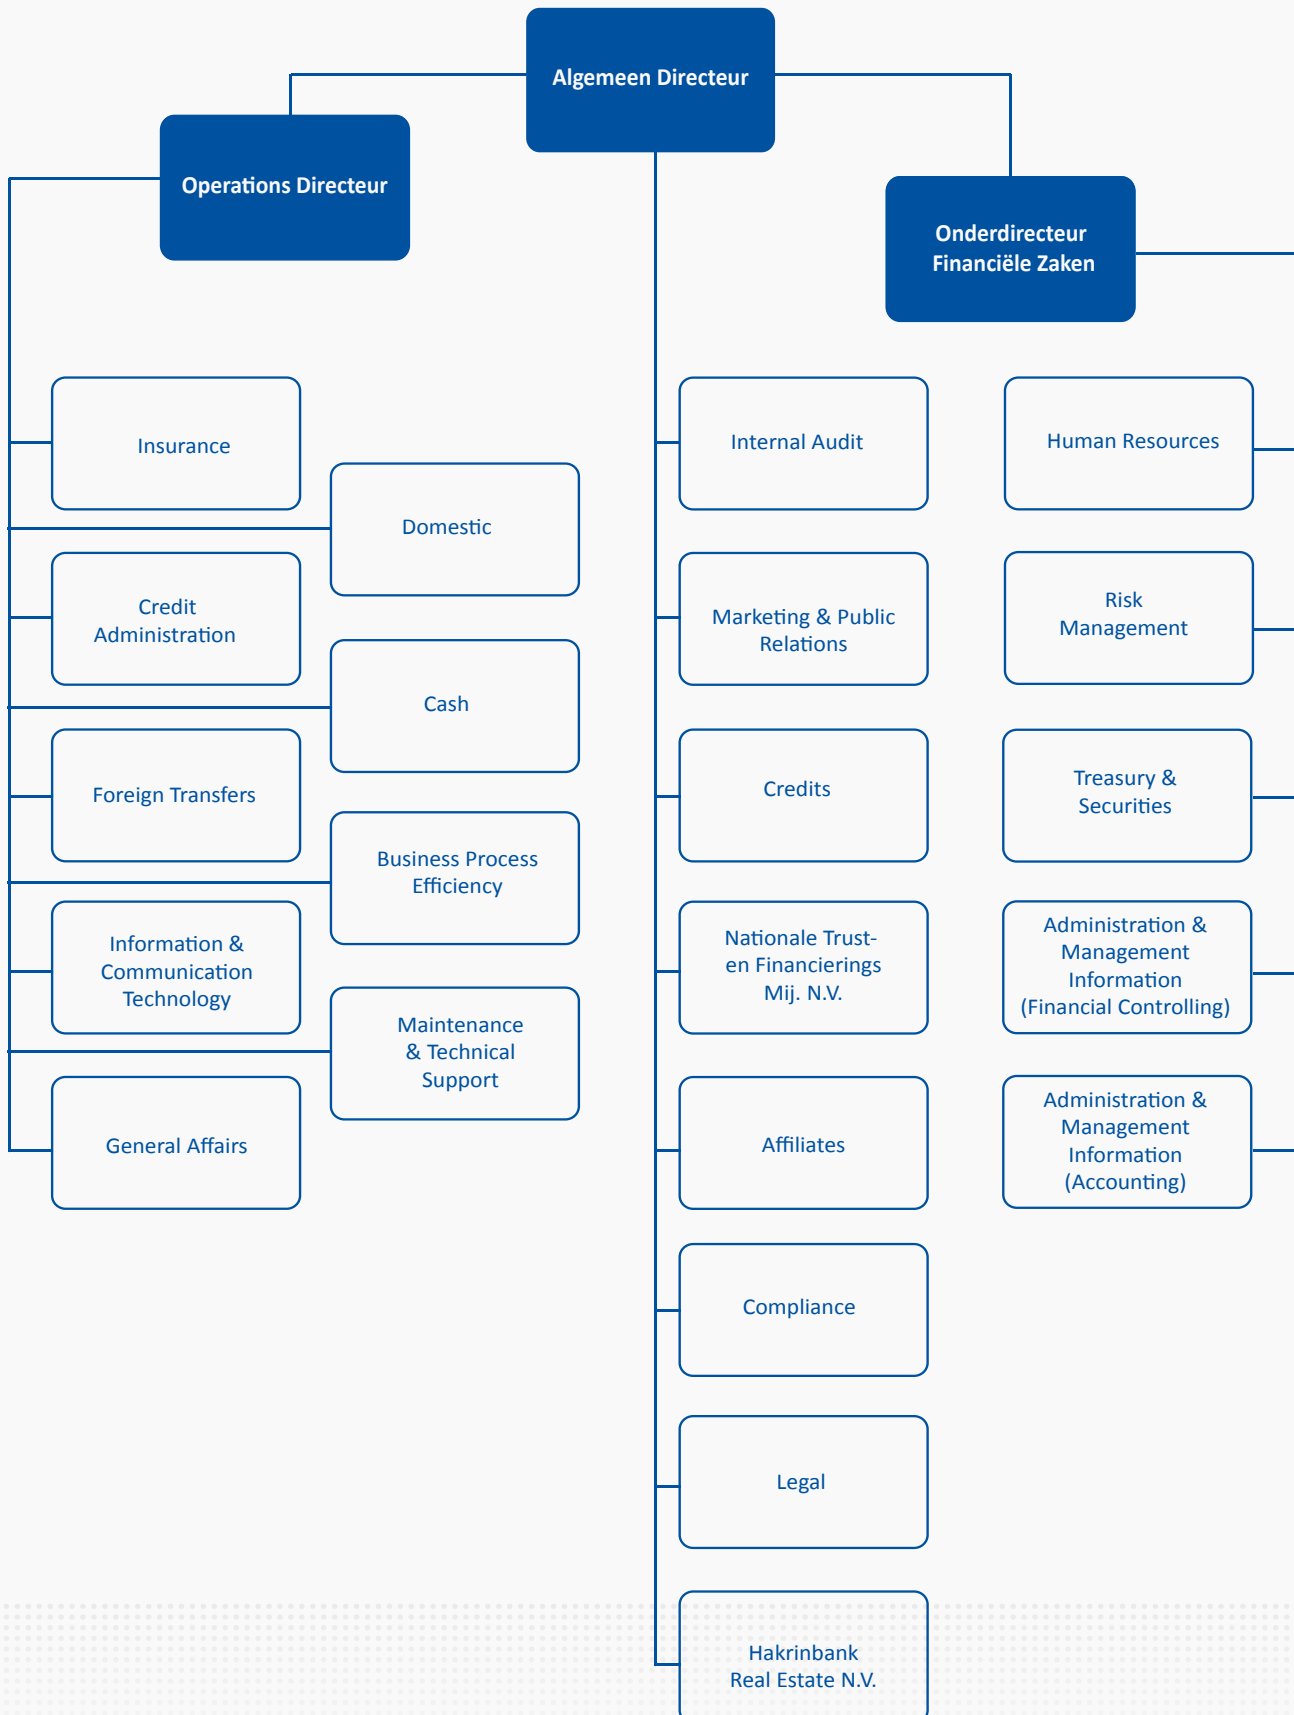 Algemeen Directeur
Operations Directeur
Onderdirecteur
Financiële Zaken
Insurance
Domestic
Credit
Administration
Cash
Foreign Transfers
Business Process
Efficiency
Information &
Communication
Technology
Maintenance
& Technical
Support
General Affairs
Internal Audit
Marketing & Public
Relations
Credits
Nationale Trust-
en Financierings
Mij. N.V.
Affiliates
Compliance
Legal
Hakrinbank
Real Estate N.V.
Human Resources
Risk
Management
Treasury &
Securities
Administration &
Management
Information
(Financial Controlling)
Administration &
Management
Information
(Accounting)